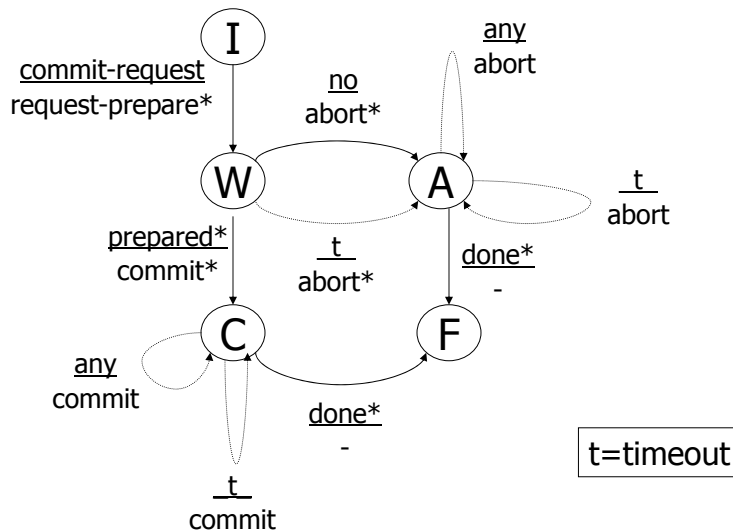 I
commit-request
request-prepare*
no
abort*
any
abort
W
A
t
abort
prepared*
commit*
t
abort*
done*
-
C
F
any
commit
done*
-
t
commit
t=timeout